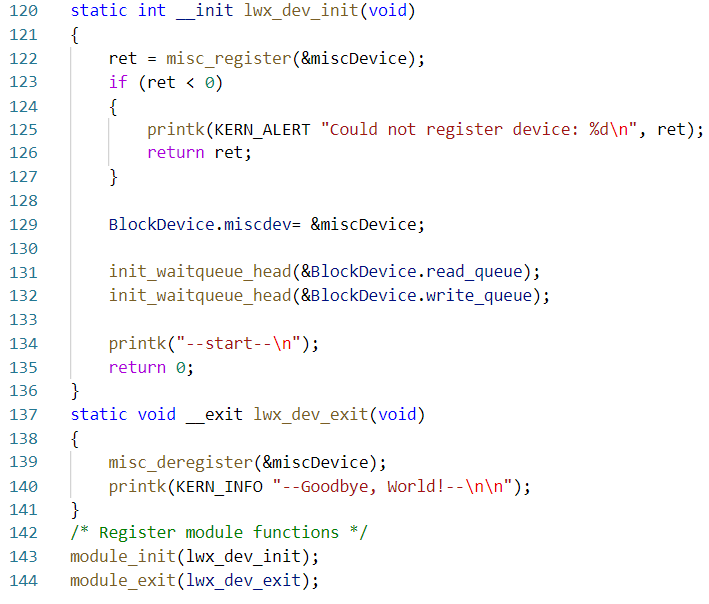 120 static int __init lwx_dev_init(void)
121 {
122     ret = misc_register(&miscDevice);
123     if (ret < 0)
124     {
125         printk(KERN_ALERT "Could not register device: %d\n", ret);
126         return ret;
127     }
128
129     BlockDevice.miscdev= &miscDevice;
130
131     init_waitqueue_head(&BlockDevice.read_queue);
132     init_waitqueue_head(&BlockDevice.write_queue);
133
134     printk("--start--\n");
135     return 0;
136 }
137 static void __exit lwx_dev_exit(void)
138 {
139     misc_deregister(&miscDevice);
140     printk(KERN_INFO "--Goodbye, World!--\n\n");
141 }
142 /* Register module functions */
143 module_init(lwx_dev_init);
144 module_exit(lwx_dev_exit);